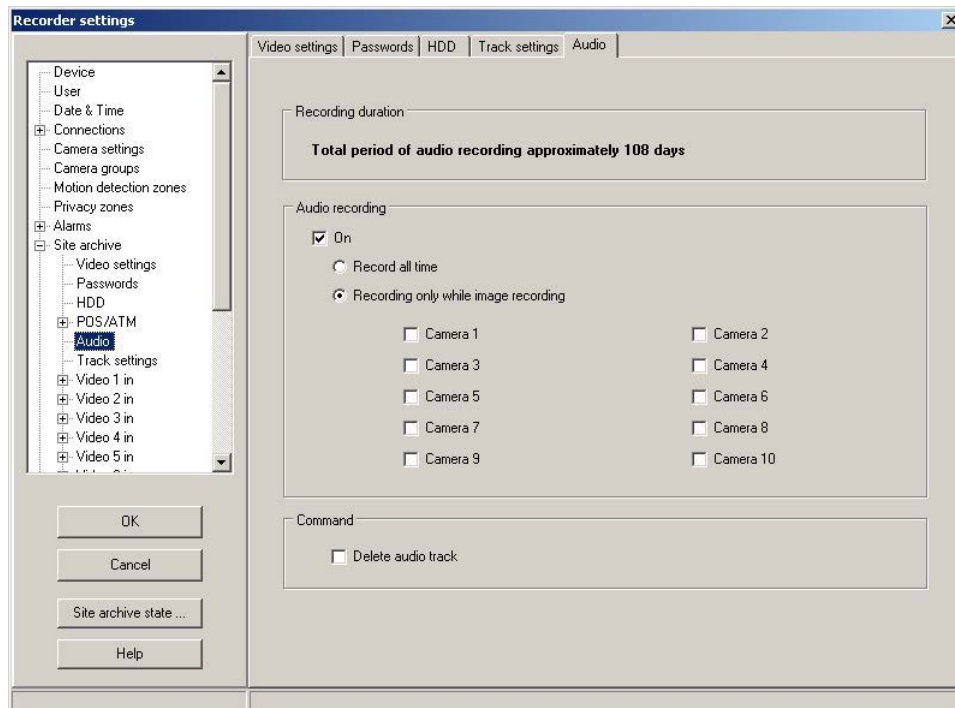 Recorder settings
Device
User
Date & Time
Connections
Camera settings
Camera groups
Motion detection zones
Privacy zones
Alarms
Site archive
Video settings
Passwords
HDD
POS/ATM
Audio
Track settings
Video 1 in
Video 2 in
Video 3 in
Video 4 in
Video 5 in
OK
Cancel
Site archive state ...
Help
Video settings Passwords HDD Track settings Audio
Recording duration
Total period of audio recording approximately 108 days
Audio recording
On
Record all time
Recording only while image recording
Camera 1 Camera 2
Camera 3 Camera 4
Camera 5 Camera 6
Camera 7 Camera 8
Camera 9 Camera 10
Command
Delete audio track